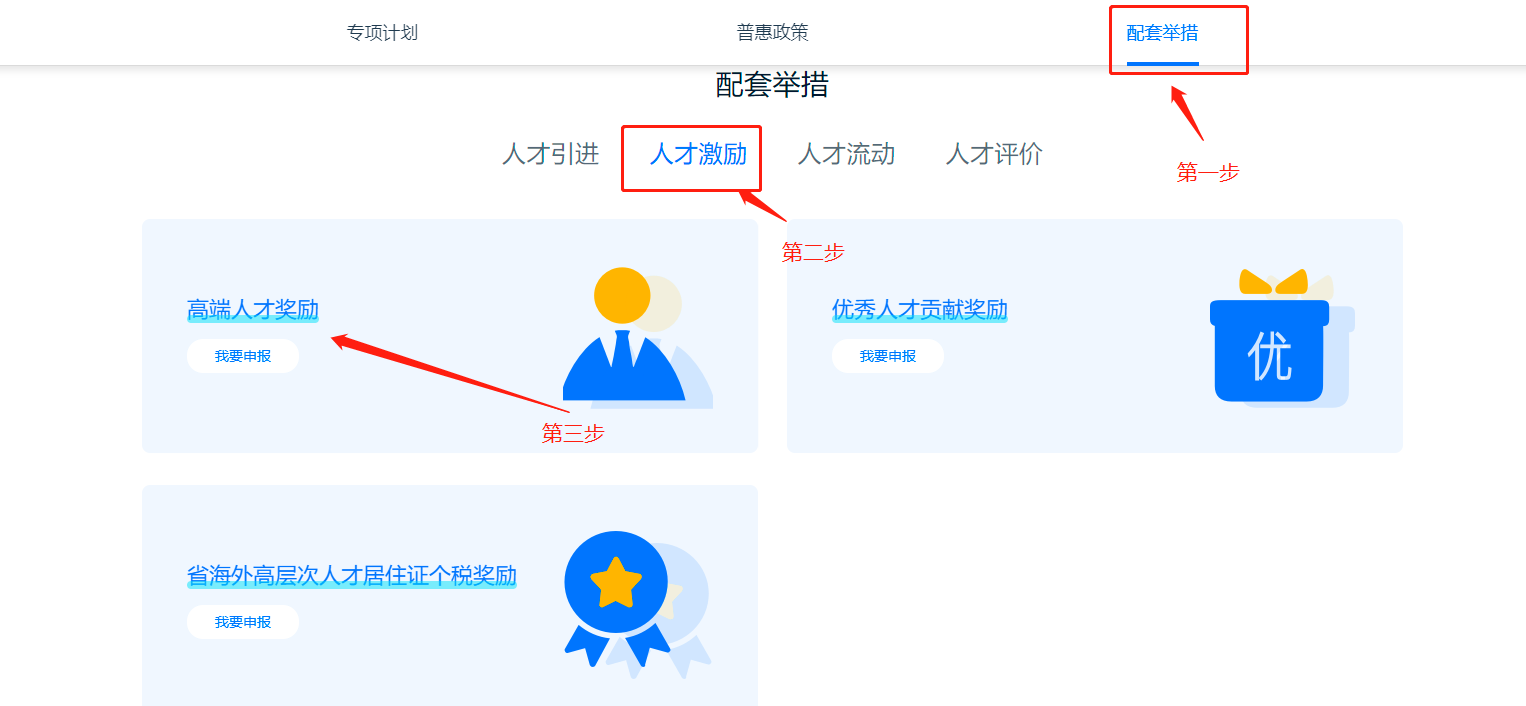 专项计划
普惠政策
配套举措
配套举措
人才引进
人才激励
人才流动
人才评价
第一步
第二步
高端人才奖励
我要申报
第三步
优秀人才贡献奖励
我要申报
优
省海外高层次人才居住证个税奖励
我要申报